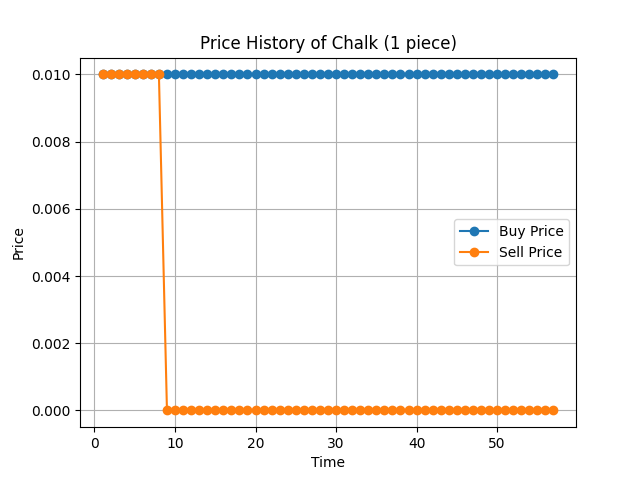 Price History of Chalk (1 piece)
0.010
0.008
0.006
0.004
0.002
0.000
Price
Buy Price
Sell Price
0 10 20 30 40 50
Time